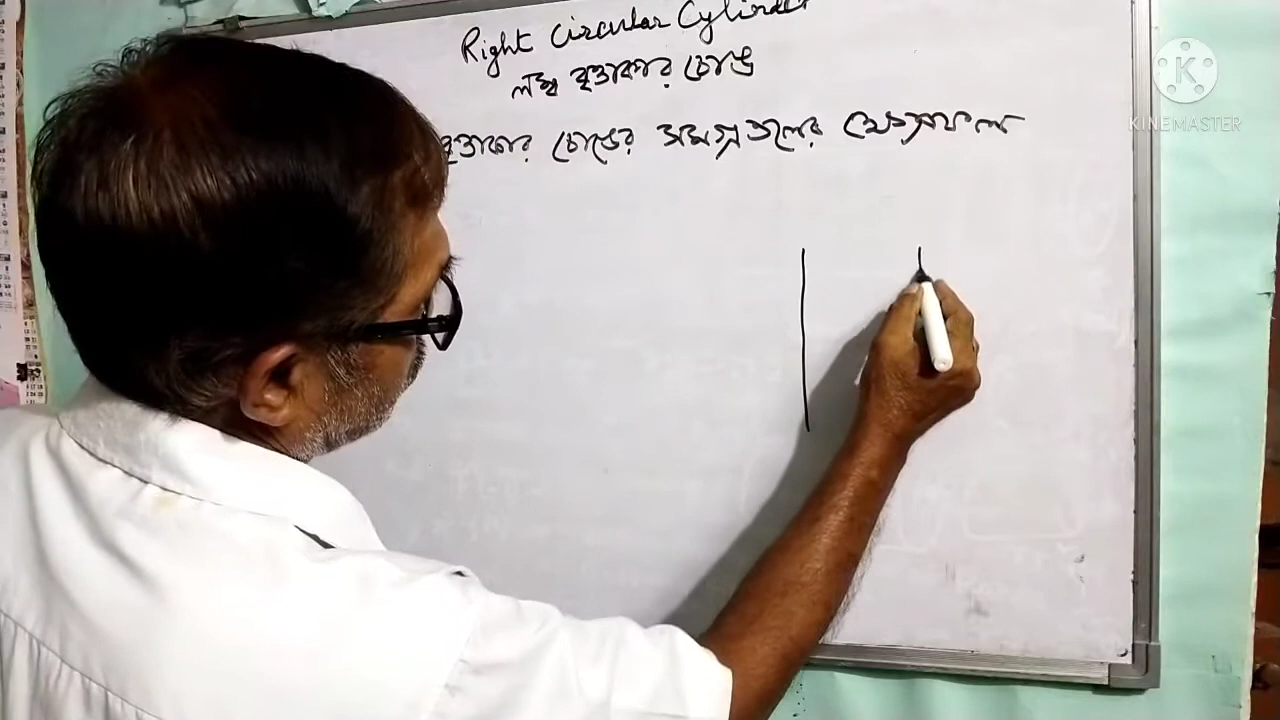 Right Circular Cylinder
লম্ব বৃত্তাকার চোঙ
বৃত্তাকার চোঙের সমগ্রতলের ক্ষেত্রফল
K
KINEMASTER